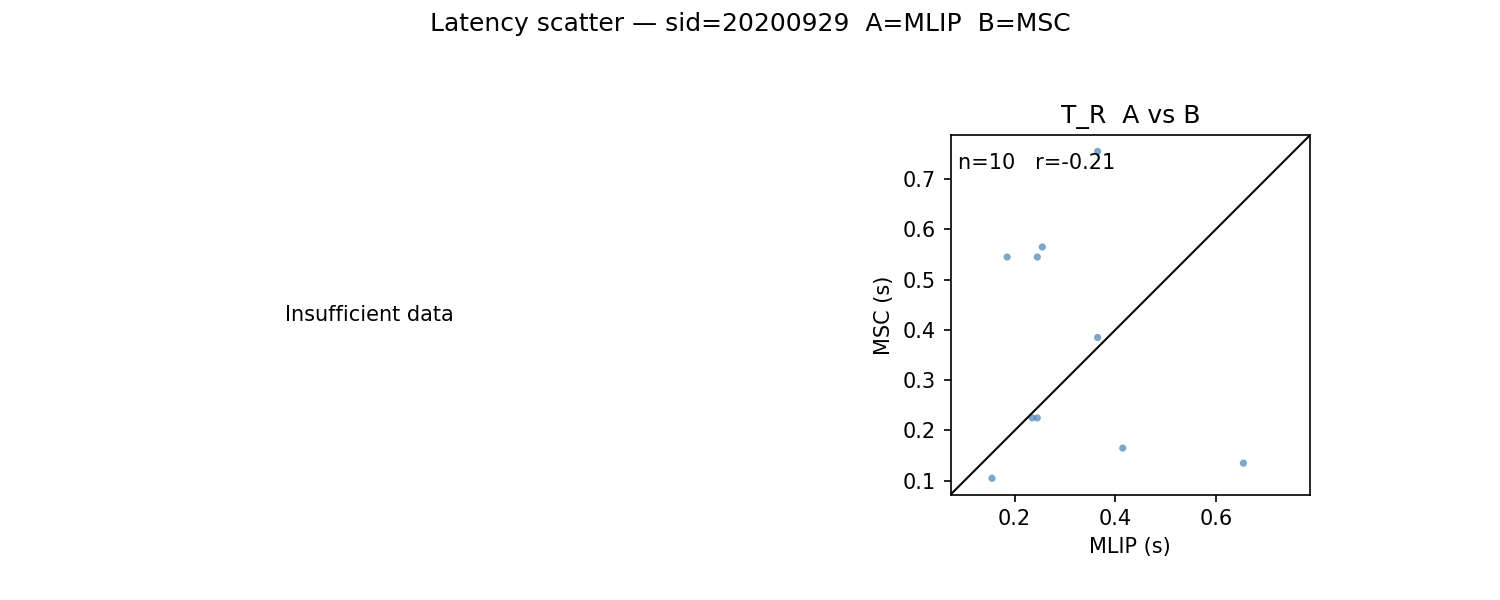 Latency scatter — sid=20200929  A=MLIP  B=MSC
Insufficient data
T_R  A vs B
n=10   r=-0.21
MSC (s)
0.7
0.6
0.5
0.4
0.3
0.2
0.1
0.2 0.4 0.6
MLIP (s)